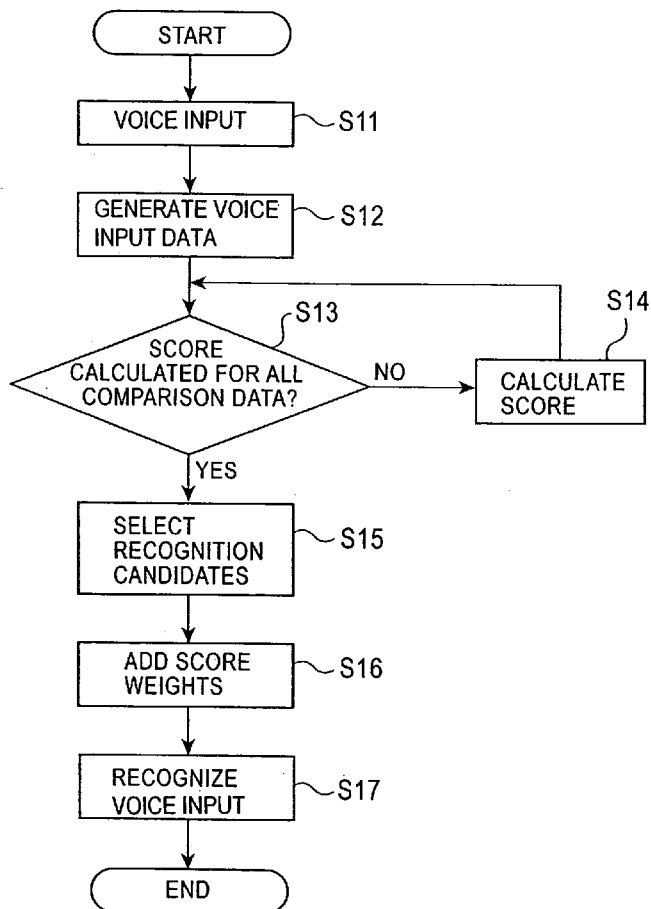 START
VOICE INPUT
S11
GENERATE VOICE
INPUT DATA
S12
S13
SCORE
CALCULATED FOR ALL
COMPARISON DATA?
NO
S14
CALCULATE
SCORE
YES
SELECT
RECOGNITION
CANDIDATES
S15
ADD SCORE
WEIGHTS
S16
RECOGNIZE
VOICE INPUT
S17
END